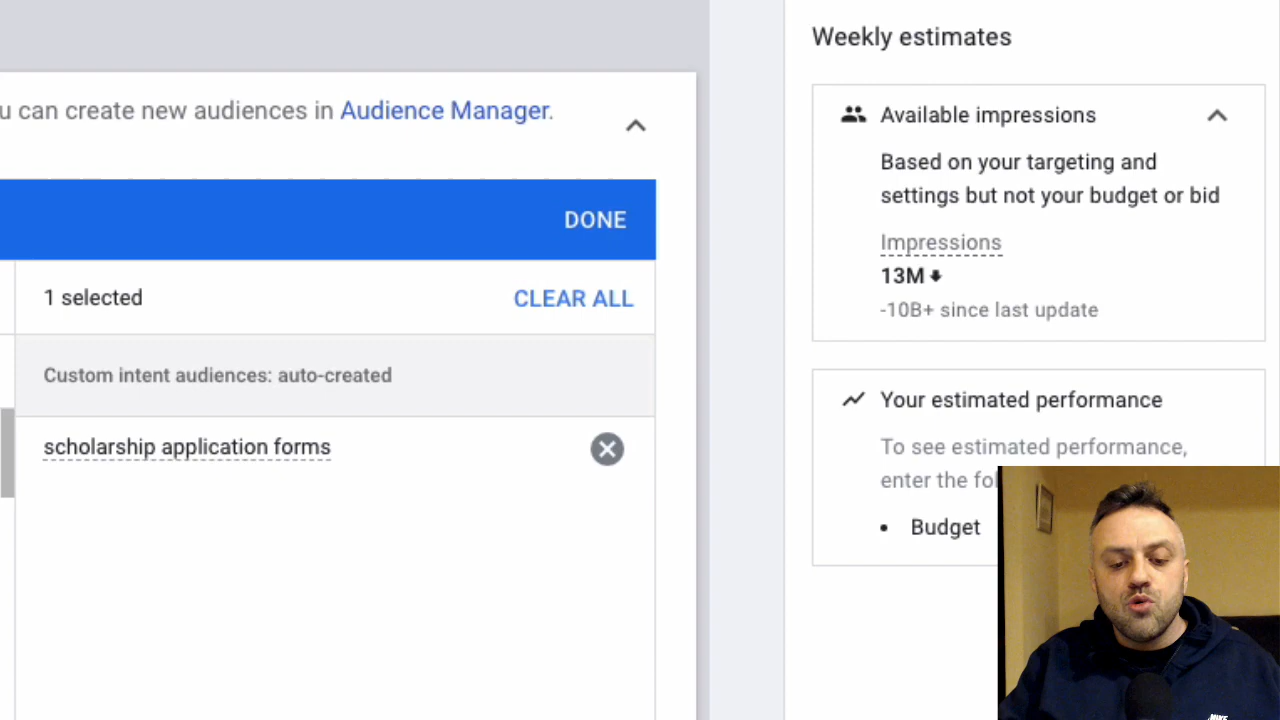 u can create new audiences in Audience Manager.
DONE
1 selected
CLEAR ALL
Custom intent audiences: auto-created
scholarship application forms
Weekly estimates
Available impressions
Based on your targeting and
settings but not your budget or bid
Impressions
13M
-10B+ since last update
Your estimated performance
To see estimated performance,
enter the fol
Budget
NIKE